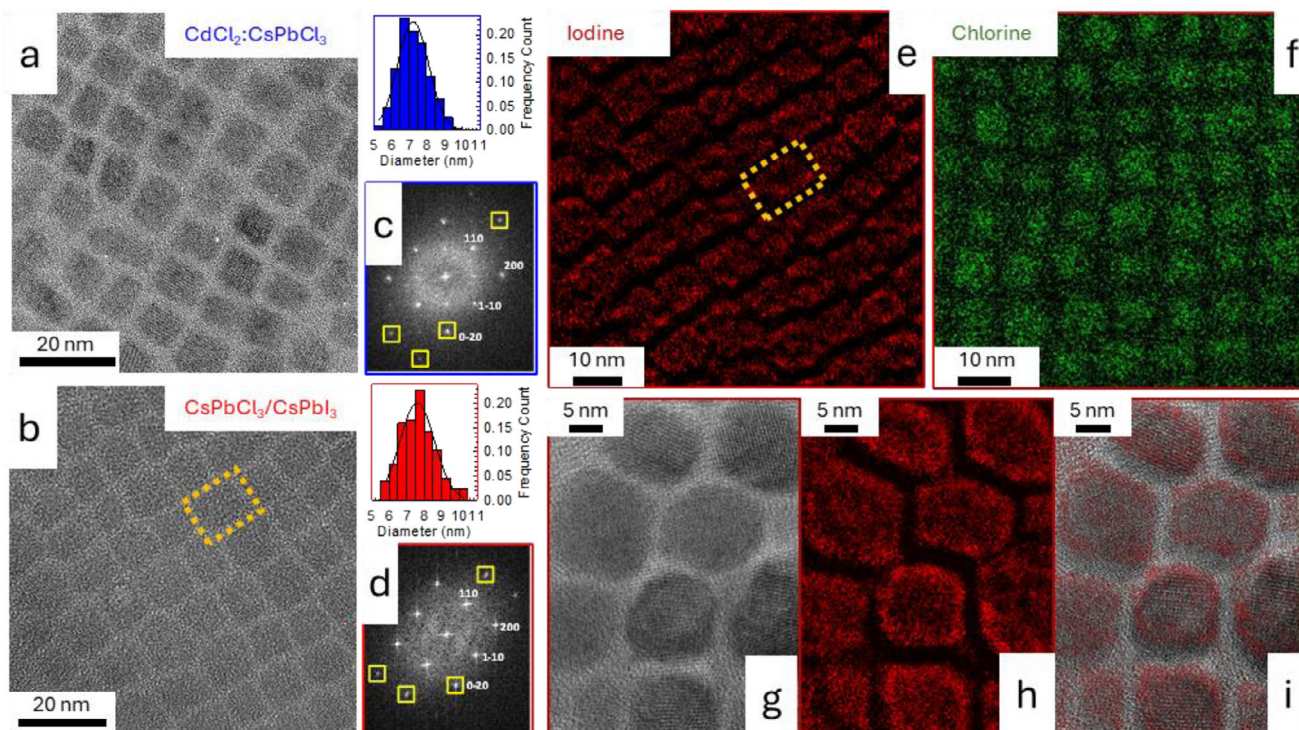 a
CdCl₂:CsPbCl₃
20 nm
0.20
0.15
0.10
0.05
0.00
Frequency Count
5 6 7 8 9 10 11
Diameter (nm)
c
110
200
1-10
0-20
Iodine
e
10 nm
Chlorine
f
10 nm
b
CsPbCl₃/CsPbI₃
20 nm
0.20
0.15
0.10
0.05
0.00
Frequency Count
5 6 7 8 9 10 11
Diameter (nm)
d
110
200
1-10
0-20
5 nm
g
5 nm
h
5 nm
i